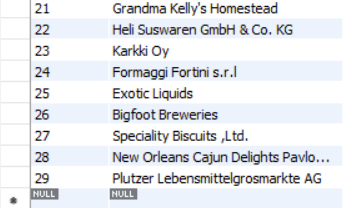 21 Grandma Kelly's Homestead
22 Heli Suswaren GmbH & Co. KG
23 Karkki Oy
24 Formaggi Fortini s.r.l
25 Exotic Liquids
26 Bigfoot Breweries
27 Speciality Biscuits ,Ltd.
28 New Orleans Cajun Delights Pavlo...
29 Plutzer Lebensmittelgrosmarkte AG
NULL NULL